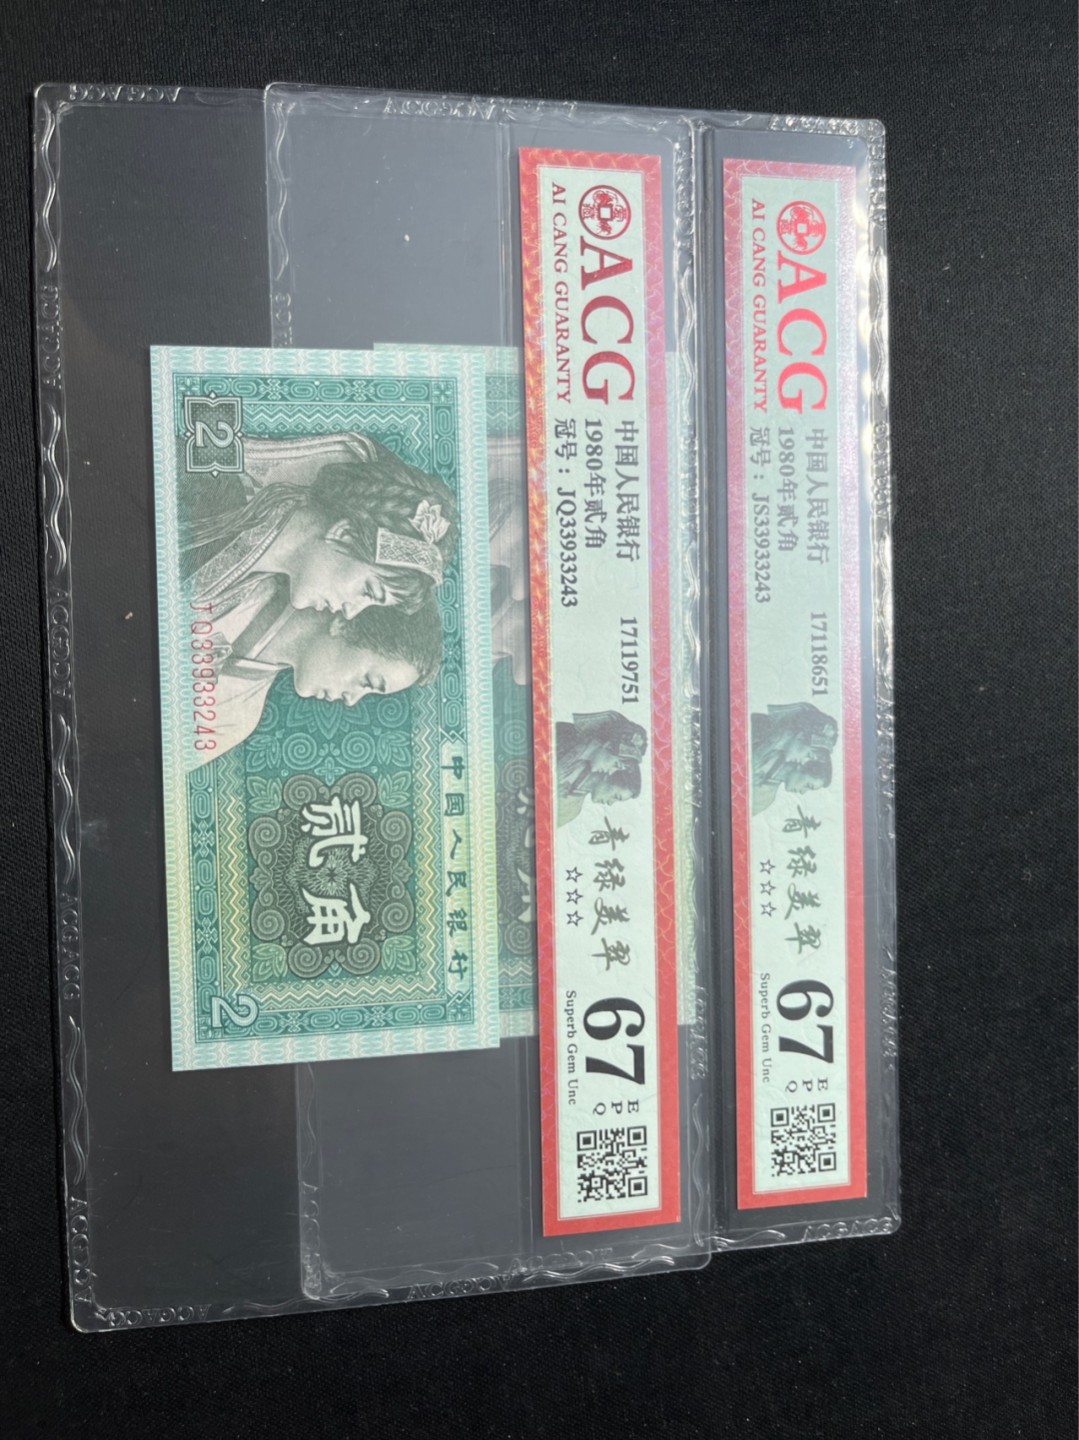 ACG
AI CANG GUARANTY
中国人民银行
1980年贰角
冠号：JS33933243
17118651
青绿美翠
☆☆☆
67
EPQ
Superb Gem Unc
ACG
AI CANG GUARANTY
中国人民银行
1980年贰角
冠号：JQ33933243
17119751
青绿美翠
☆☆☆
67
EPQ
Superb Gem Unc
中国人民银行
2
贰角
JQ33933243
2